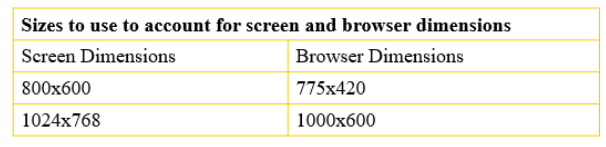 Sizes to use to account for screen and browser dimensions
Screen Dimensions Browser Dimensions
800x600 775x420
1024x768 1000x600